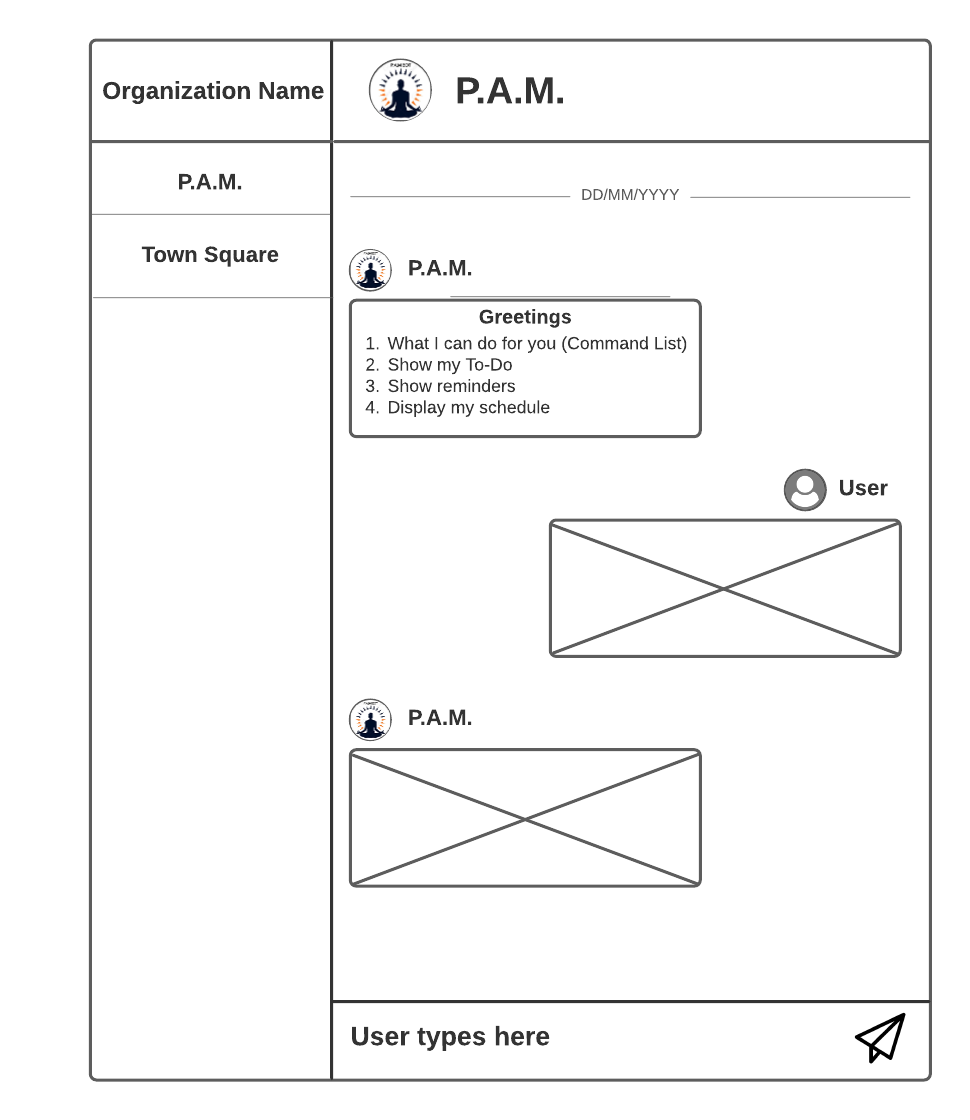 Organization Name
P.A.M.
P.A.M.
Town Square
DD/MM/YYYY
P.A.M.
Greetings
1. What I can do for you (Command List)
2. Show my To-Do
3. Show reminders
4. Display my schedule
User
P.A.M.
User types here